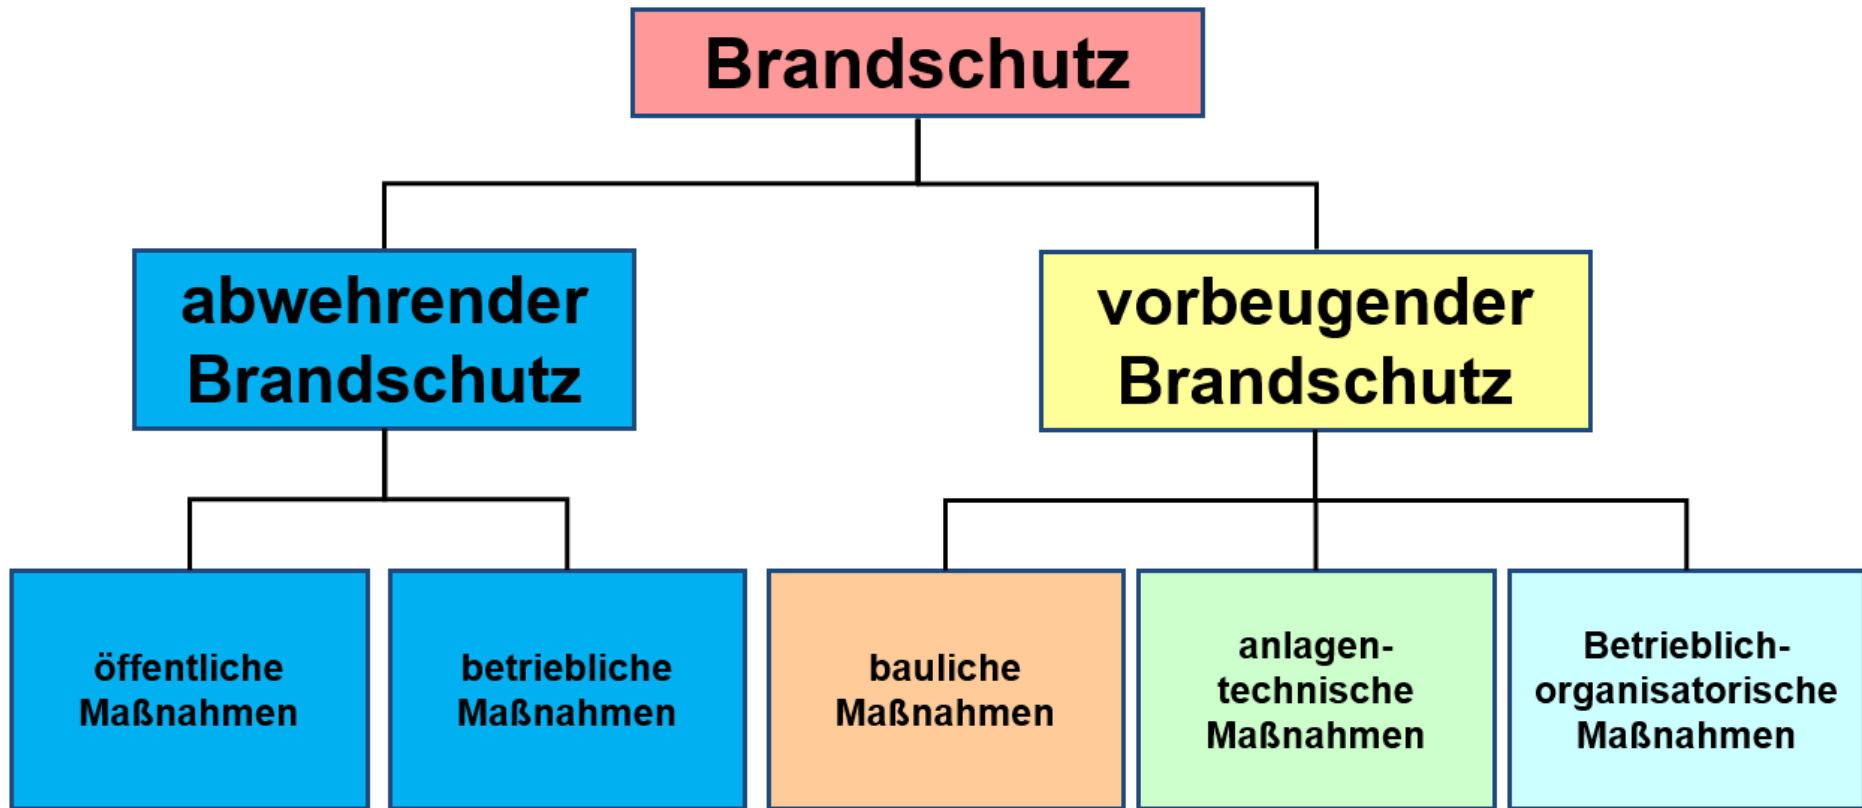 Brandschutz
abwehrender
Brandschutz
vorbeugender
Brandschutz
öffentliche
Maßnahmen
betriebliche
Maßnahmen
bauliche
Maßnahmen
anlagen-
technische
Maßnahmen
Betrieblich-
organisatorische
Maßnahmen